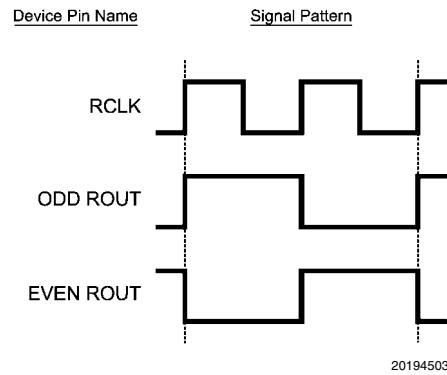 Device Pin Name Signal Pattern
RCLK
ODD ROUT
EVEN ROUT
20194503